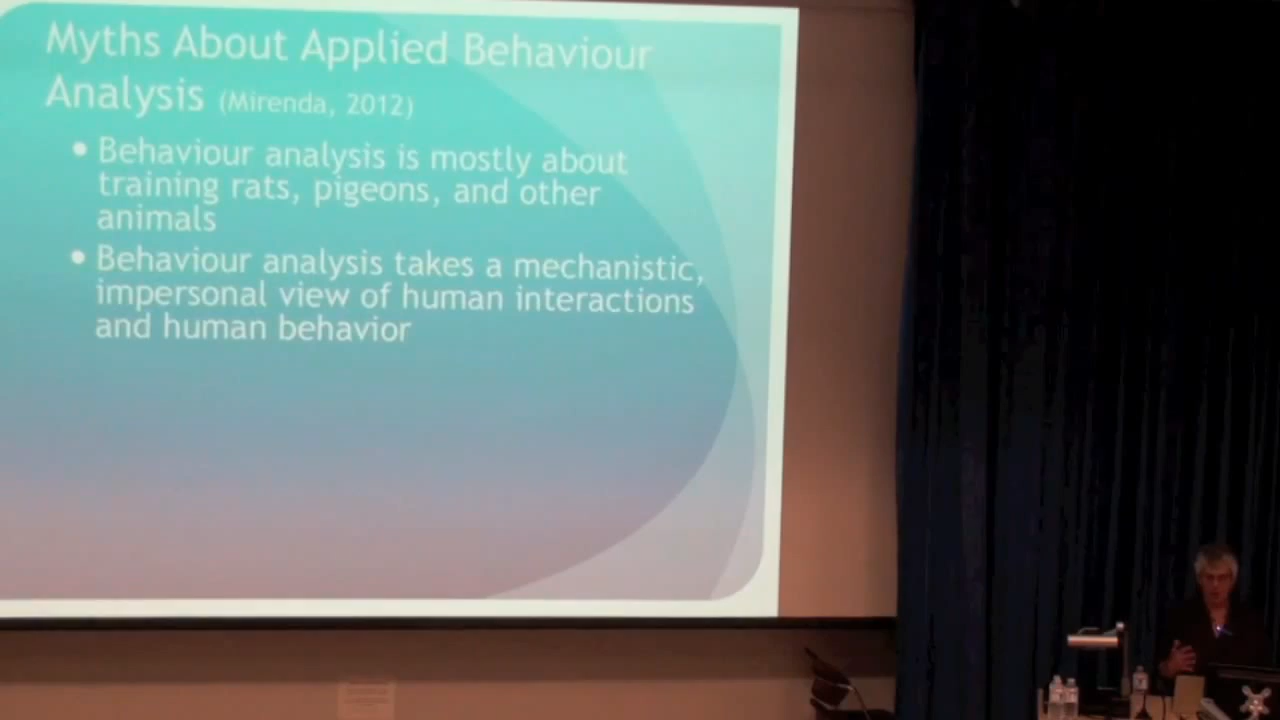 Myths About Applied Behaviour
Analysis (Mirenda, 2012)
• Behaviour analysis is mostly about
training rats, pigeons, and other
animals
• Behaviour analysis takes a mechanistic,
impersonal view of human interactions
and human behavior